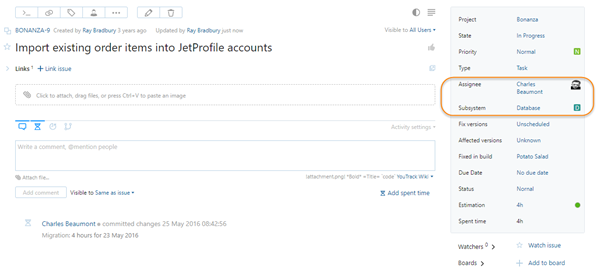 BONANZA-9 Created by Ray Bradbury 3 years ago Updated by Ray Bradbury just now
Visible to All Users
Import existing order items into JetProfile accounts
Links 1 + Link issue
Click to attach, drag files, or press Ctrl+V to paste an image
Activity settings
Write a comment, @mention people
Attach file...
[attachment.png] *Bold* =Title= `code` YouTrack Wiki
Add comment Visible to Same as issue
Add spent time
Charles Beaumont committed changes 25 May 2016 08:42:56
Migration: 4 hours for 23 May 2016
Project Bonanza
State In Progress
Priority Normal N
Type Task
Assignee Charles
Beaumont
Subsystem Database D
Fix versions Unscheduled
Affected versions Unknown
Fixed in build Potato Salad
Due Date No due date
Status Nornal
Estimation 4h
Spent time 4h
Watchers 0 Watch issue
Boards + Add to board